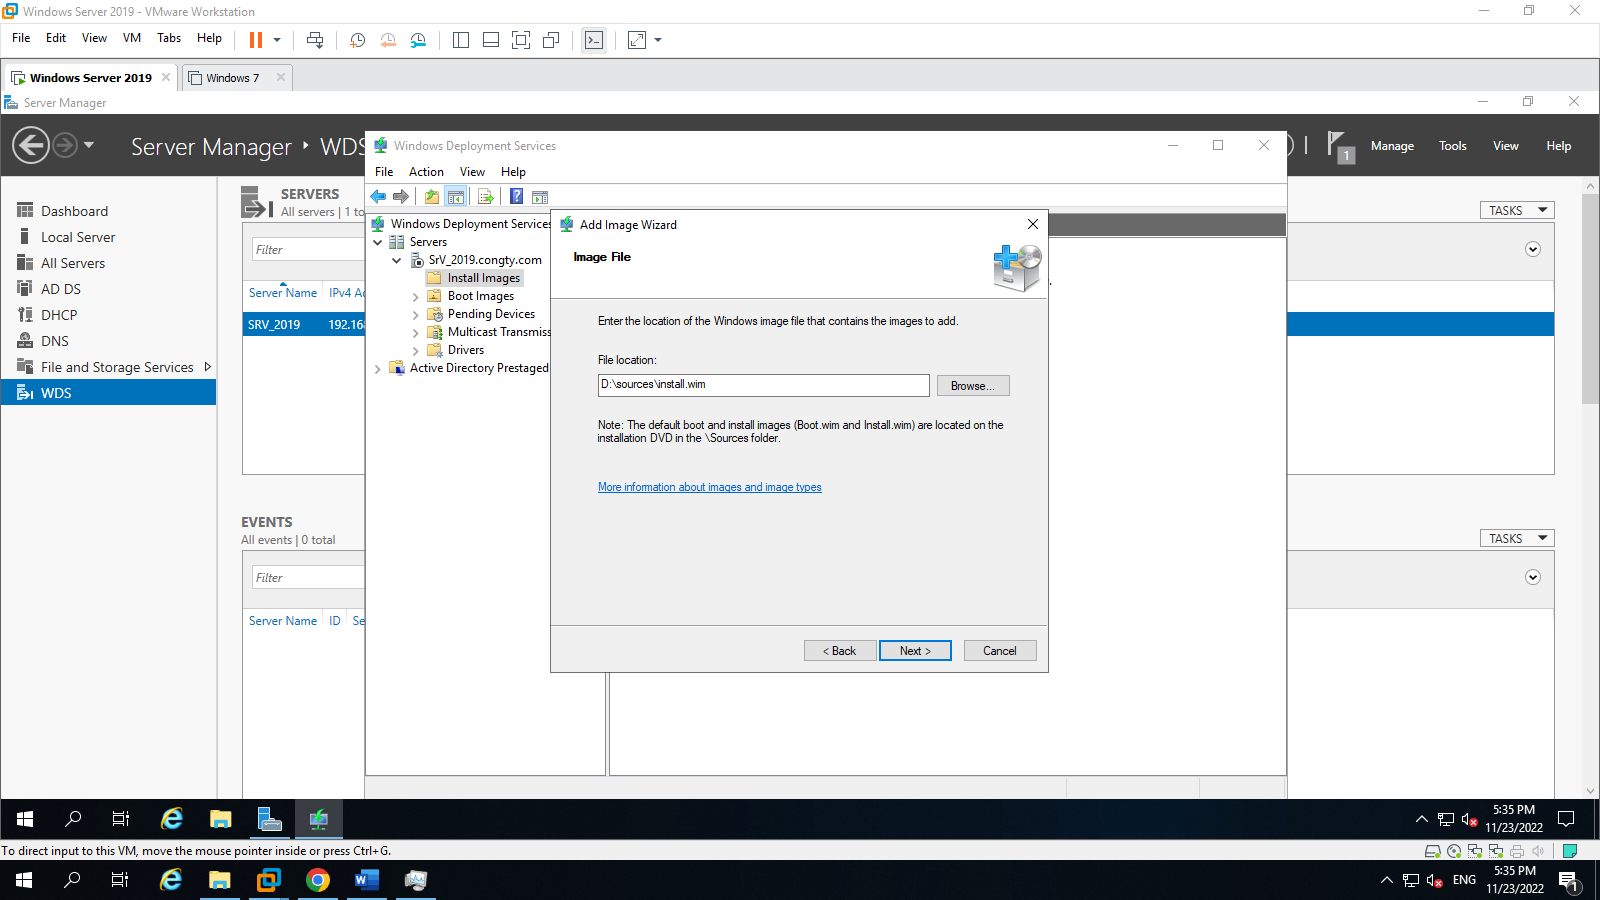 Windows Server 2019 - VMware Workstation
File Edit View VM Tabs Help
Windows Server 2019
Windows 7
Server Manager
Server Manager ‣ WDS
1
Manage Tools View Help
Windows Deployment Services
File Action View Help
Dashboard
Local Server
All Servers
AD DS
DHCP
DNS
File and Storage Services
WDS
SERVERS
All servers | 1 to
TASKS
Filter
Server Name IPv4 Ad
SRV_2019 192.168
EVENTS
All events | 0 total
TASKS
Filter
Server Name ID Se
Windows Deployment Services
Servers
SrV_2019.congty.com
Install Images
Boot Images
Pending Devices
Multicast Transmiss
Drivers
Active Directory Prestaged
Add Image Wizard
Image File
Enter the location of the Windows image file that contains the images to add.
File location:
D:\sources\install.wim
Browse...
Note: The default boot and install images (Boot.wim and Install.wim) are located on the
installation DVD in the \Sources folder.
More information about images and image types
< Back Next > Cancel
5:35 PM
11/23/2022
To direct input to this VM, move the mouse pointer inside or press Ctrl+G.
ENG
5:35 PM
11/23/2022
1